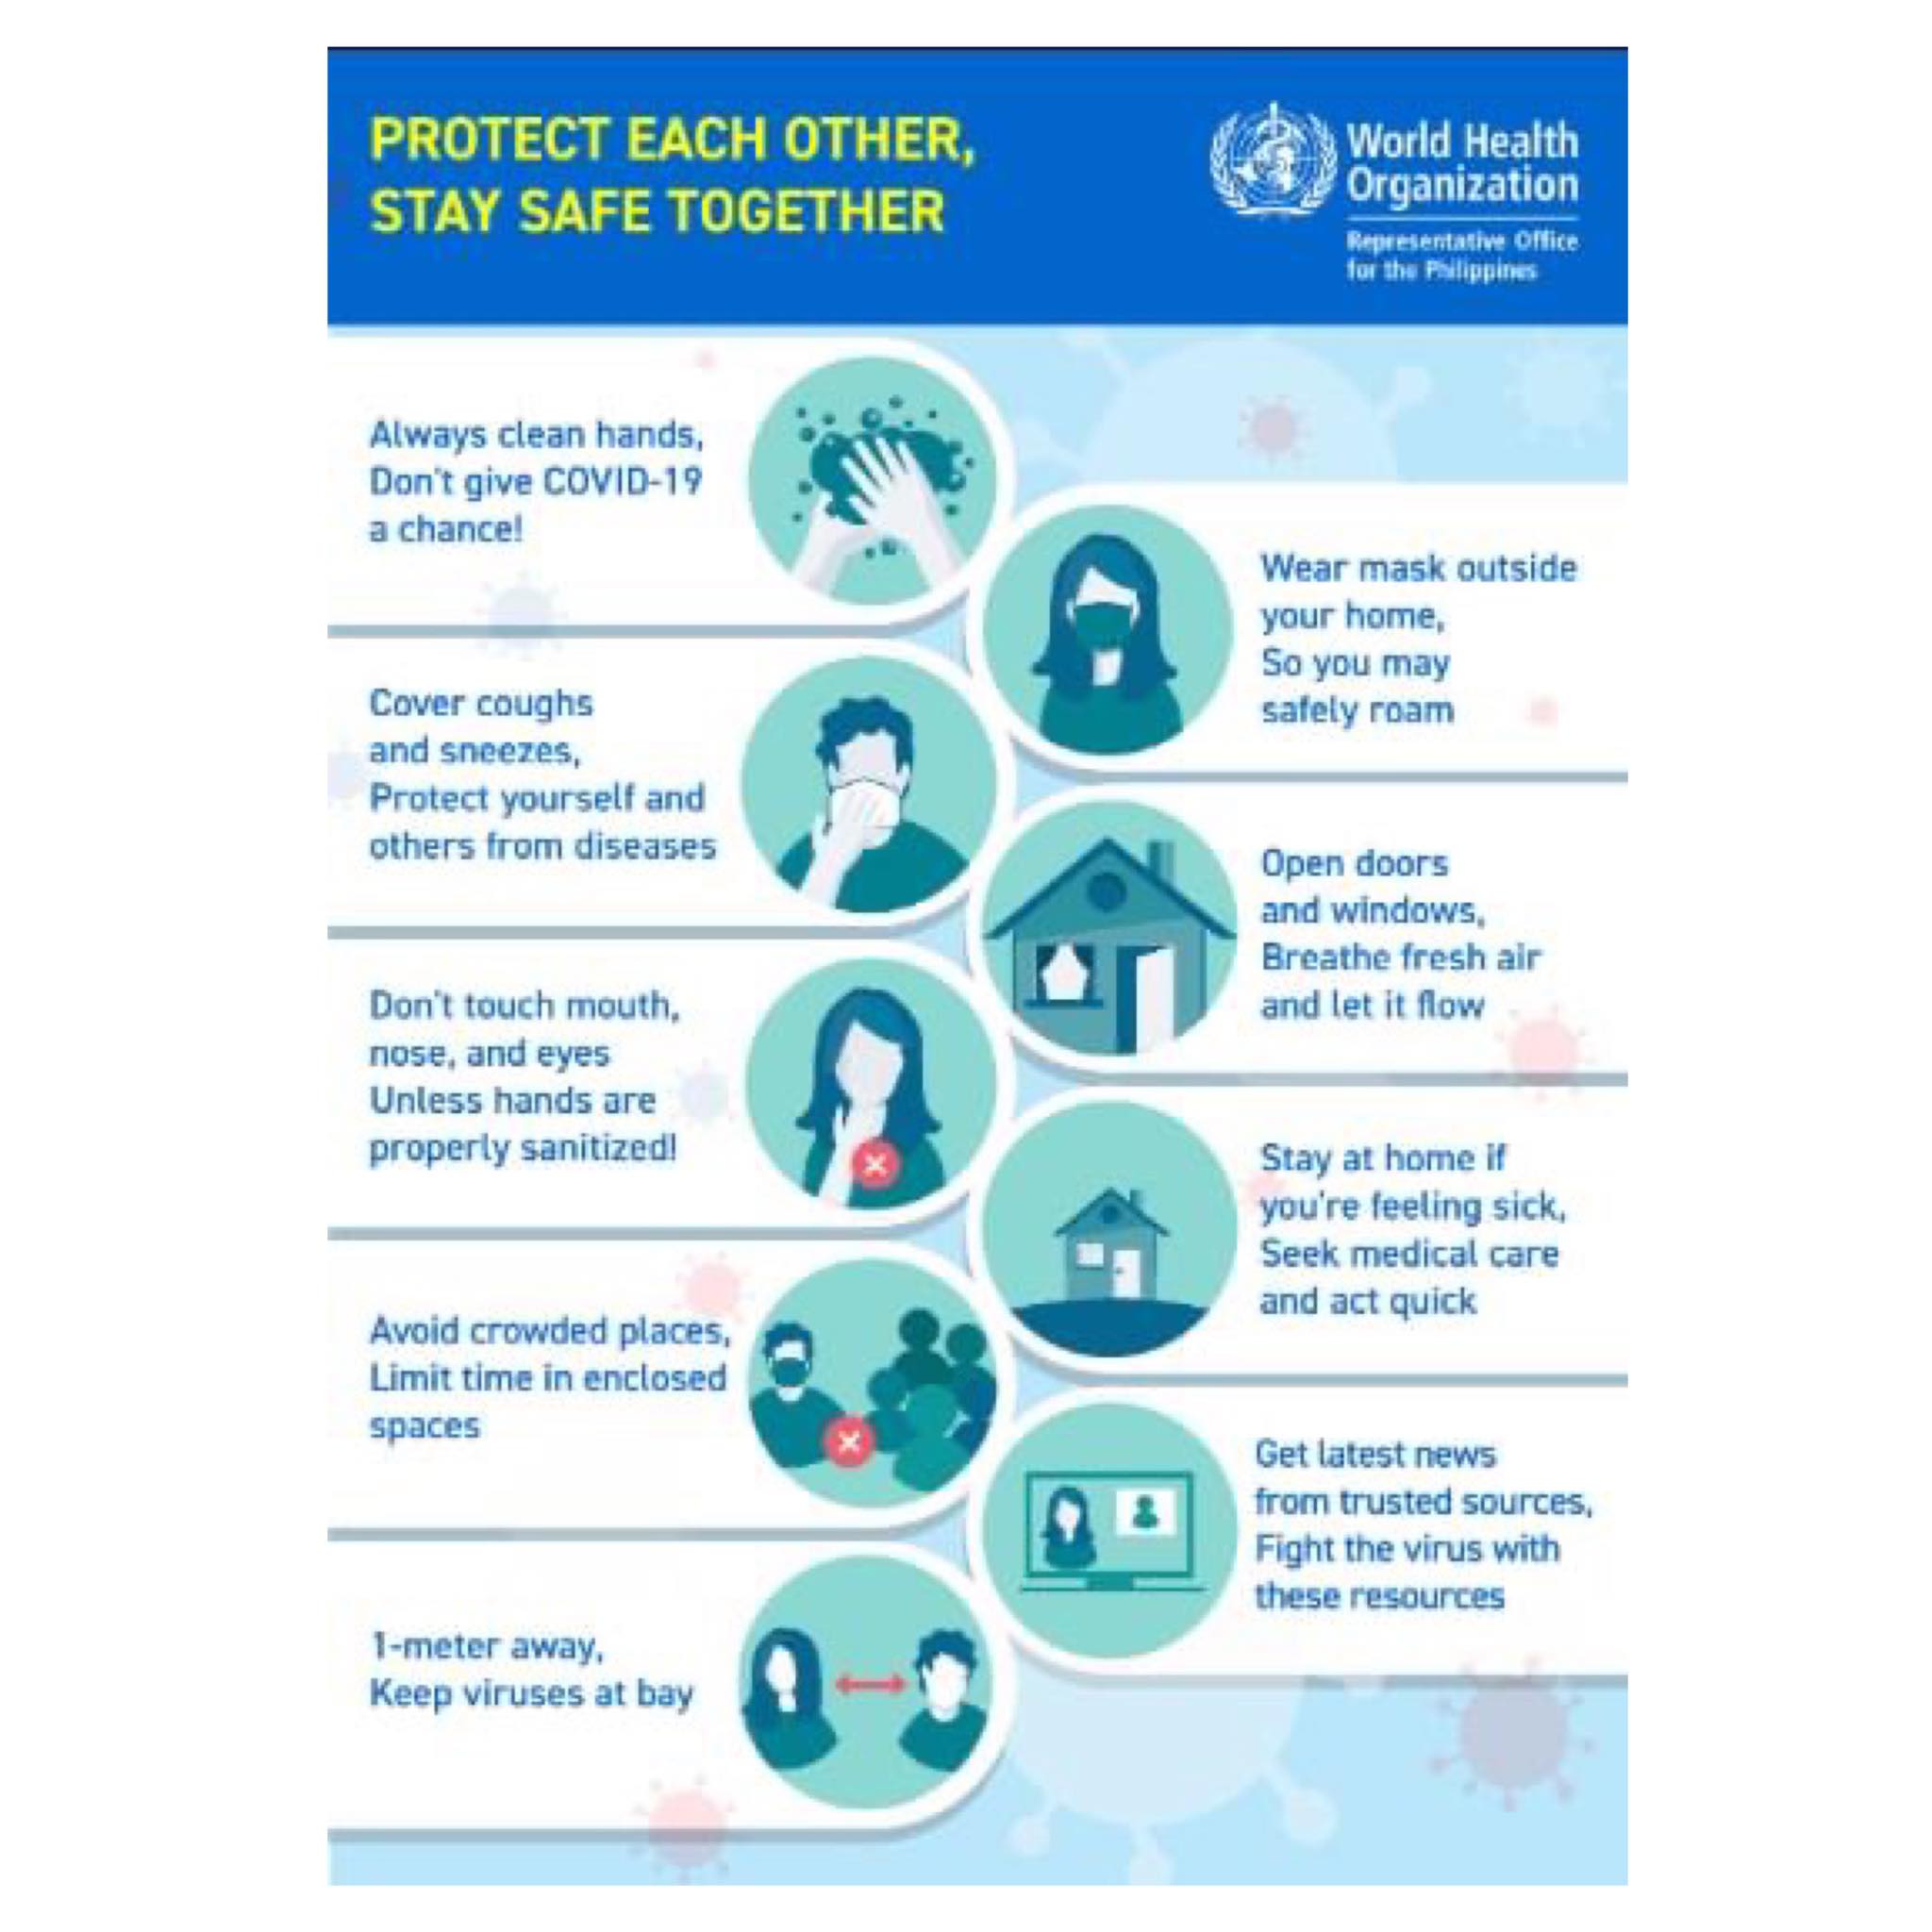 PROTECT EACH OTHER,
STAY SAFE TOGETHER
World Health
Organization
Representative Office
for the Philippines
Always clean hands,
Don't give COVID-19
a chance!
Wear mask outside
your home,
So you may
safely roam
Cover coughs
and sneezes,
Protect yourself and
others from diseases
Open doors
and windows,
Breathe fresh air
and let it flow
Don't touch mouth,
nose, and eyes
Unless hands are
properly sanitized!
Stay at home if
you're feeling sick,
Seek medical care
and act quick
Avoid crowded places,
Limit time in enclosed
spaces
Get latest news
from trusted sources,
Fight the virus with
these resources
1-meter away,
Keep viruses at bay